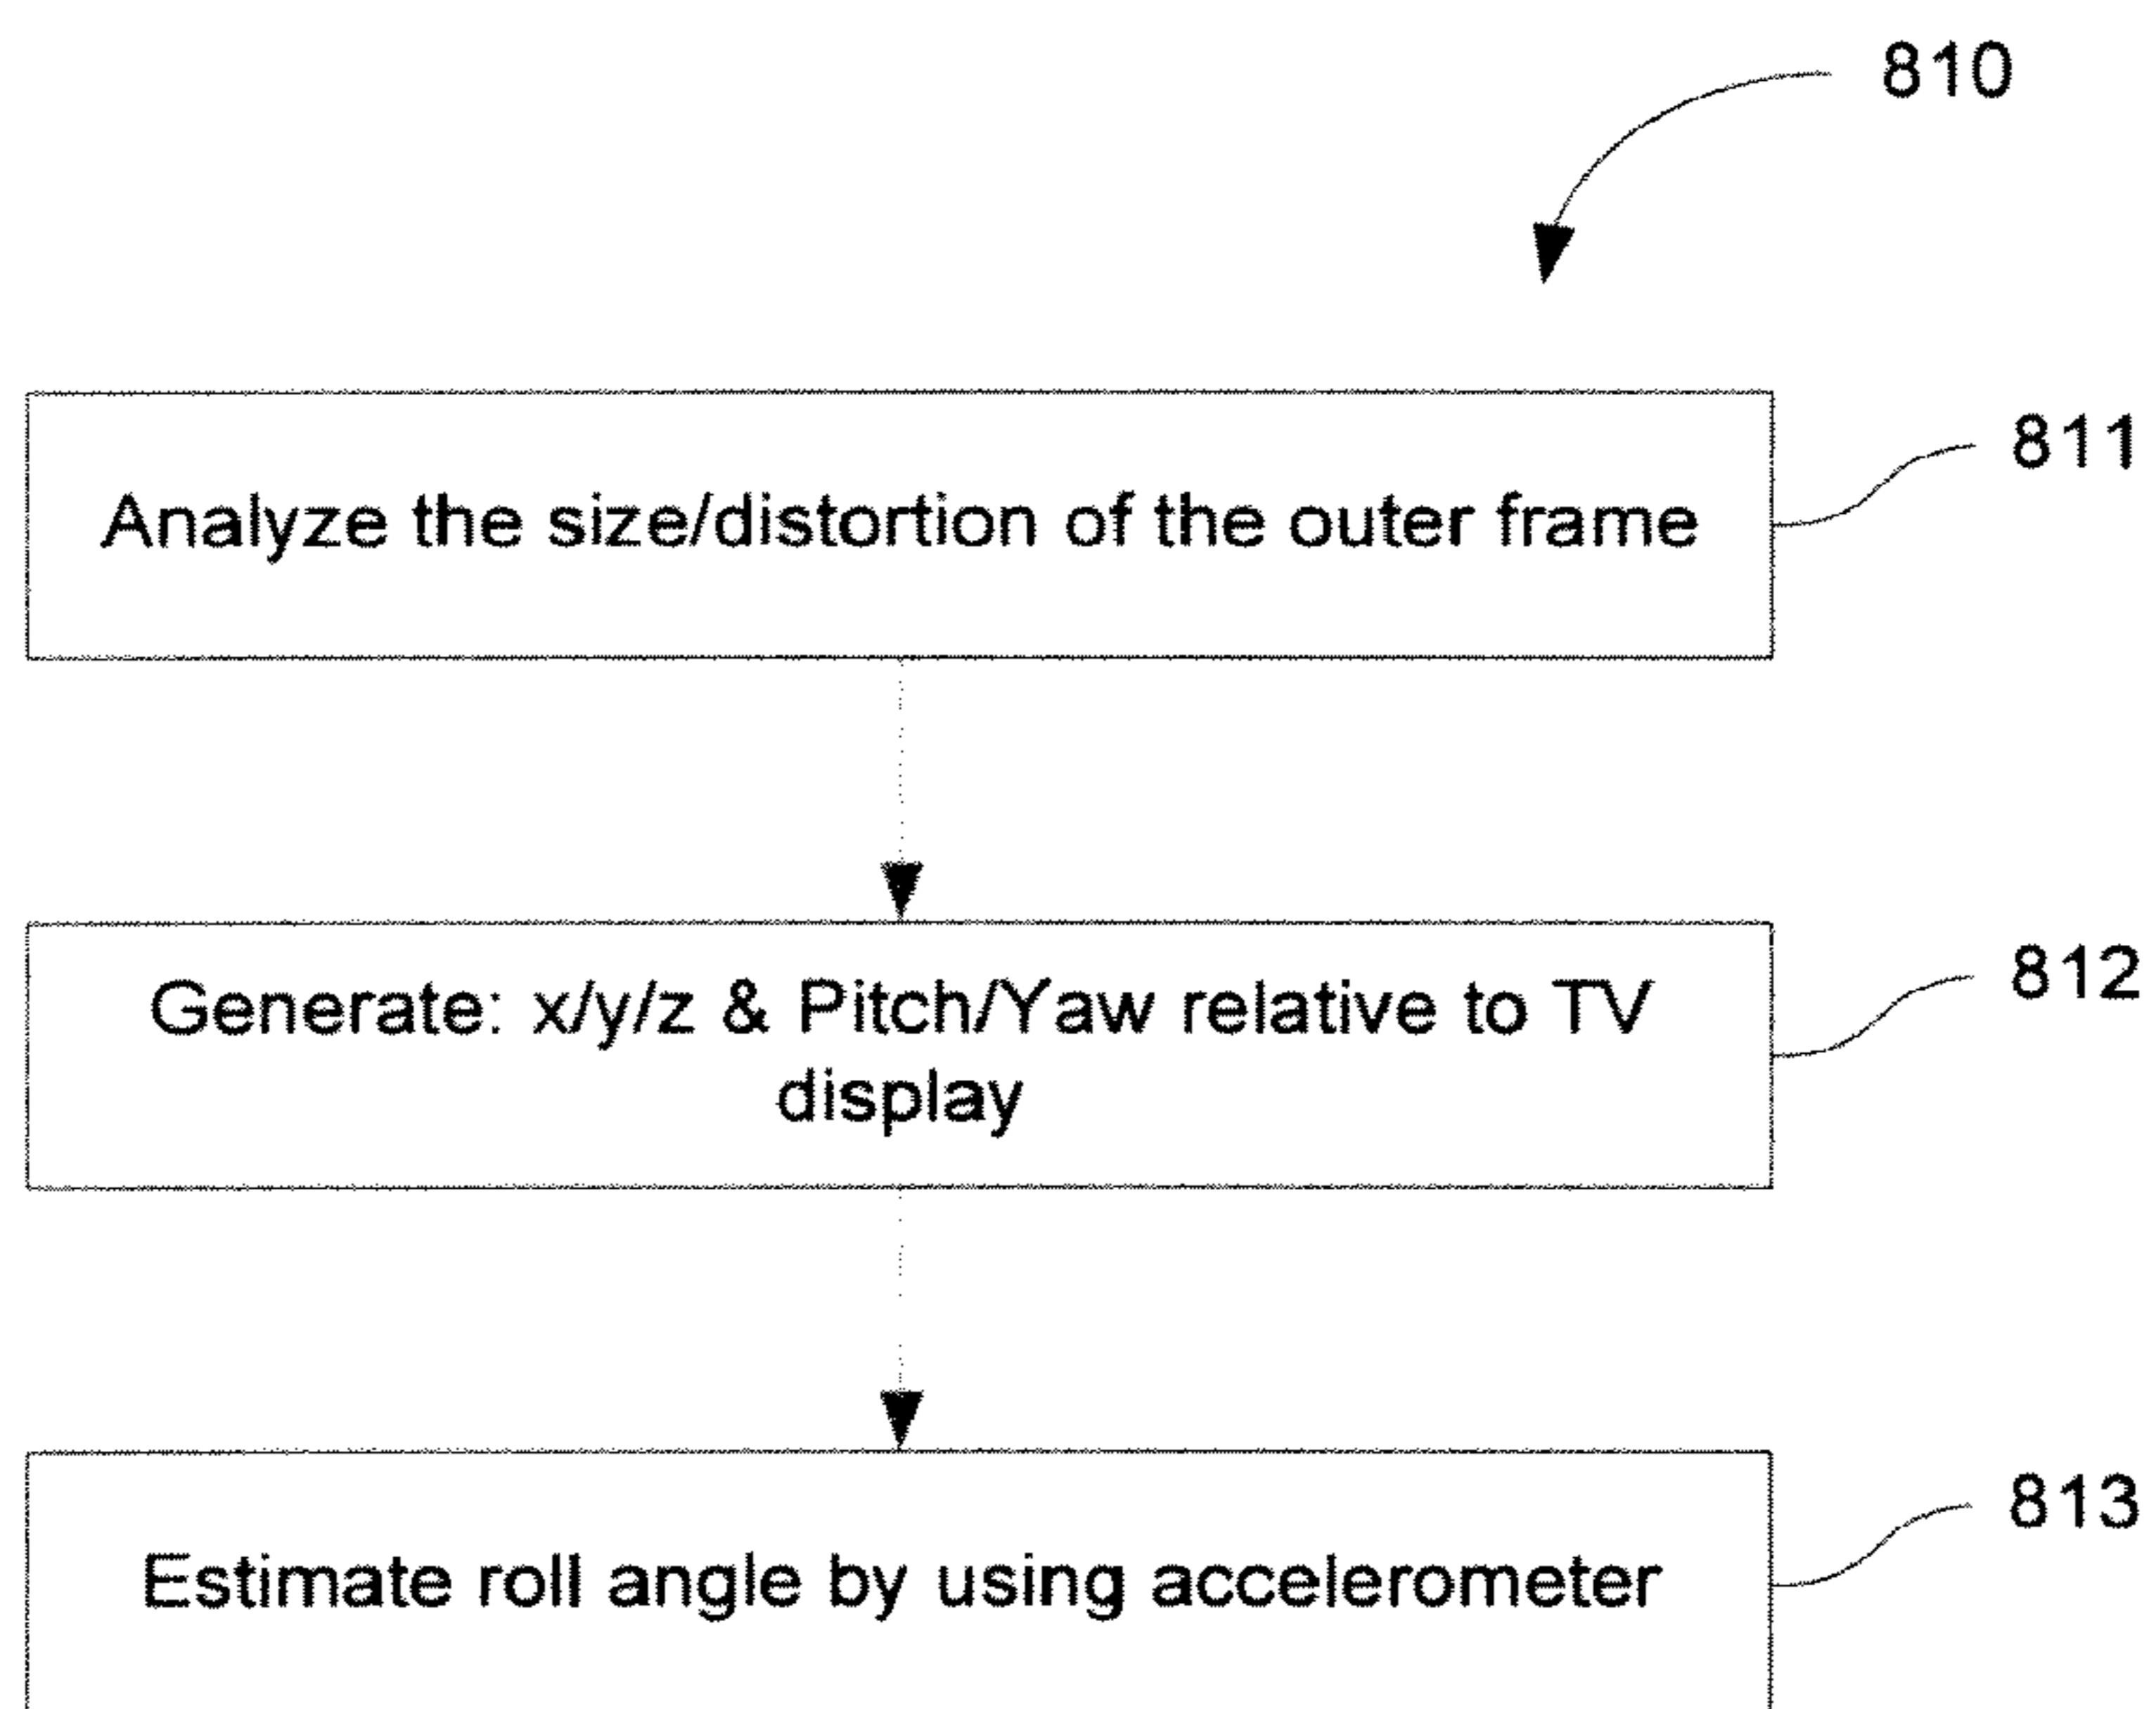 810
811
Analyze the size/distortion of the outer frame
812
Generate: x/y/z & Pitch/Yaw relative to TV
display
813
Estimate roll angle by using accelerometer